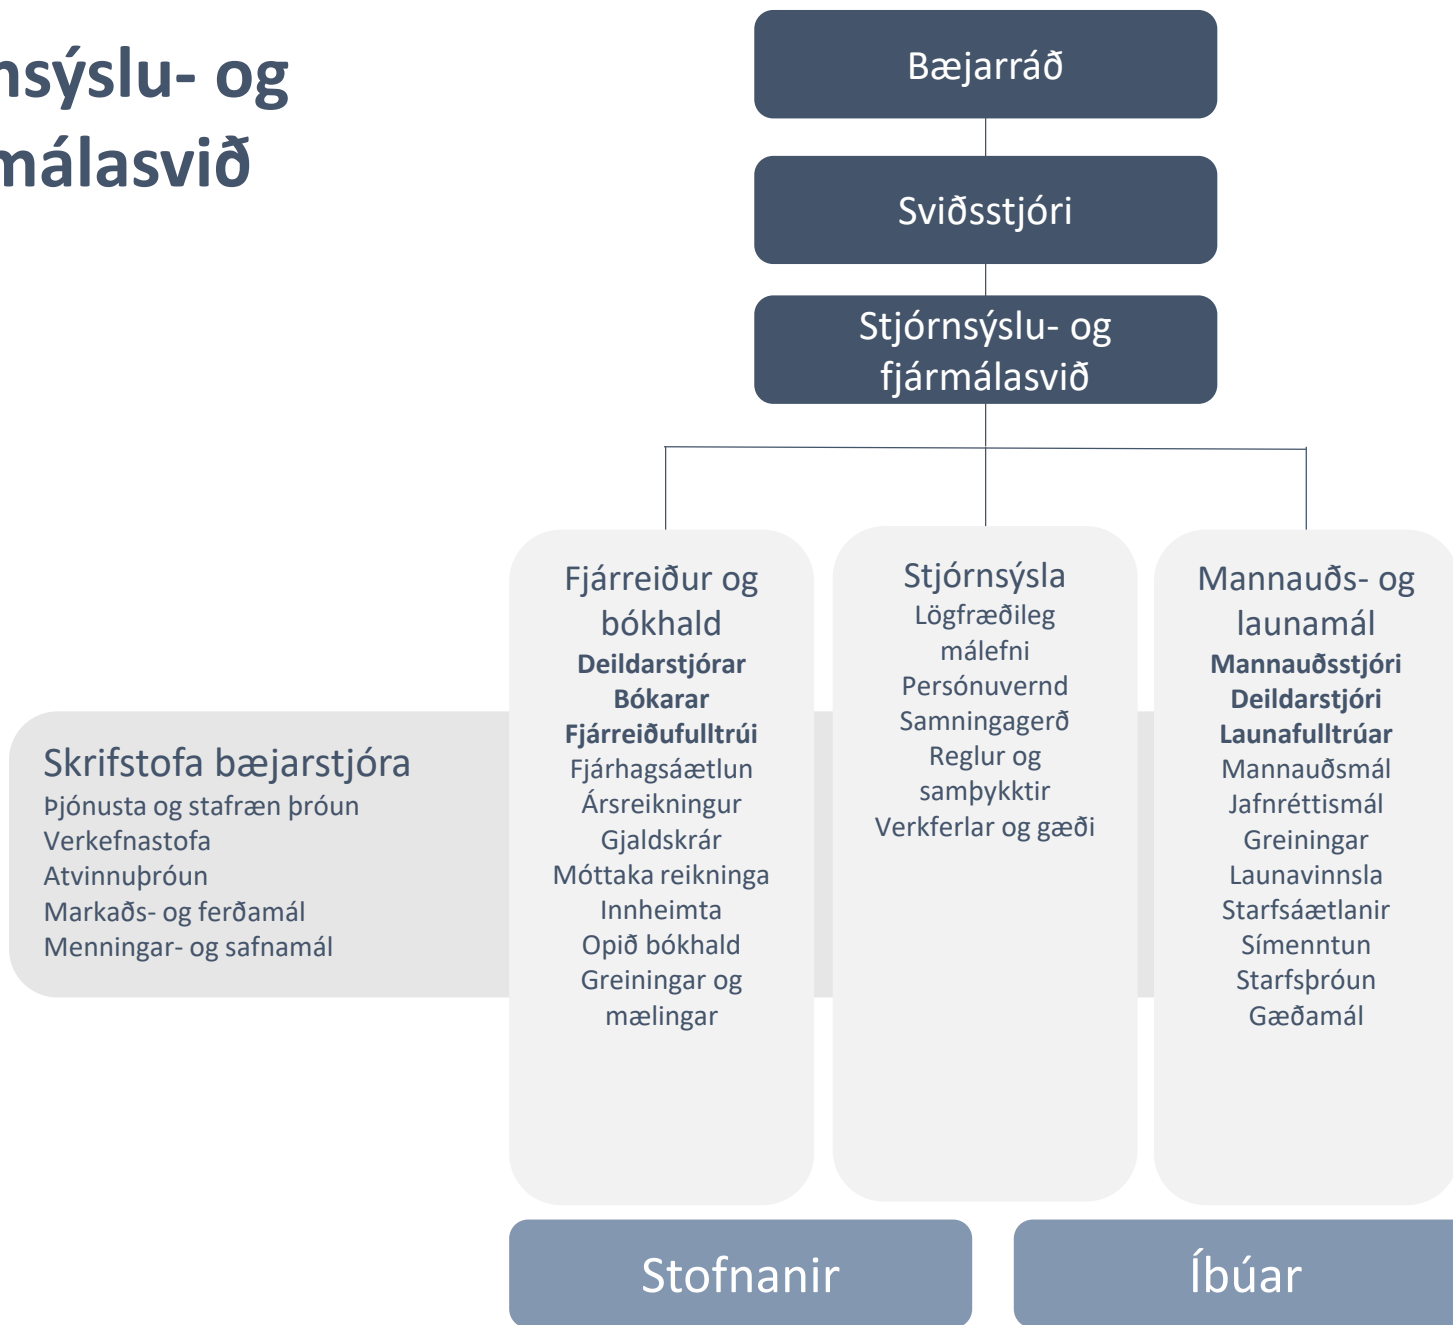 nsýslu- og
málasvið
Bæjarráð
Sviðsstjóri
Stjórnsýslu- og
fjármálasvið
Skrifstofa bæjarstjóra
Þjónusta og stafræn þróun
Verkefnastofa
Atvinnuþróun
Markaðs- og ferðamál
Menningar- og safnamál
Fjárreiður og
bókhald
Deildarstjórar
Bókarar
Fjárreiðufulltrúi
Fjárhagsáætlun
Ársreikningur
Gjaldskrár
Móttaka reikninga
Innheimta
Opið bókhald
Greiningar og
mælingar
Stjórnsýsla
Lögfræðileg
málefni
Persónuvernd
Samningagerð
Reglur og
samþykktir
Verkferlar og gæði
Mannauðs- og
launamál
Mannauðsstjóri
Deildarstjóri
Launafulltrúar
Mannauðsmál
Jafnréttismál
Greiningar
Launavinnsla
Starfsáætlanir
Símenntun
Starfsþróun
Gæðamál
Stofnanir
Íbúar